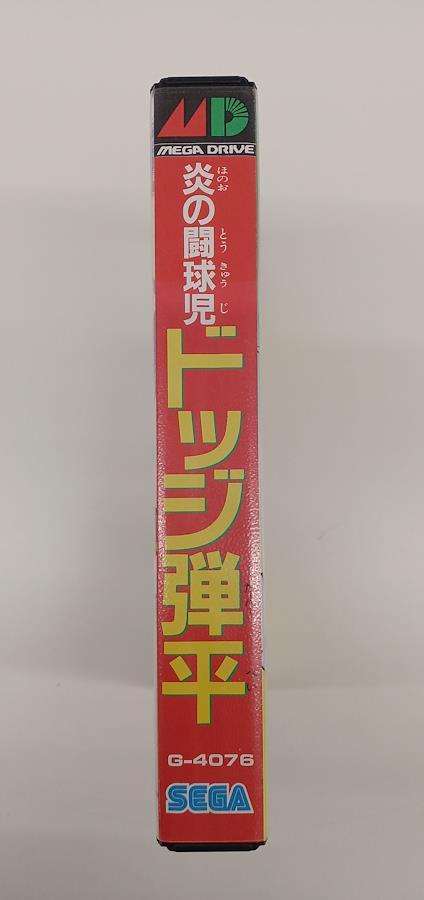 MD
MEGA DRIVE
炎の闘球児
ほのお とうきゅうじ
ドッジ弾平
G-4076
SEGA